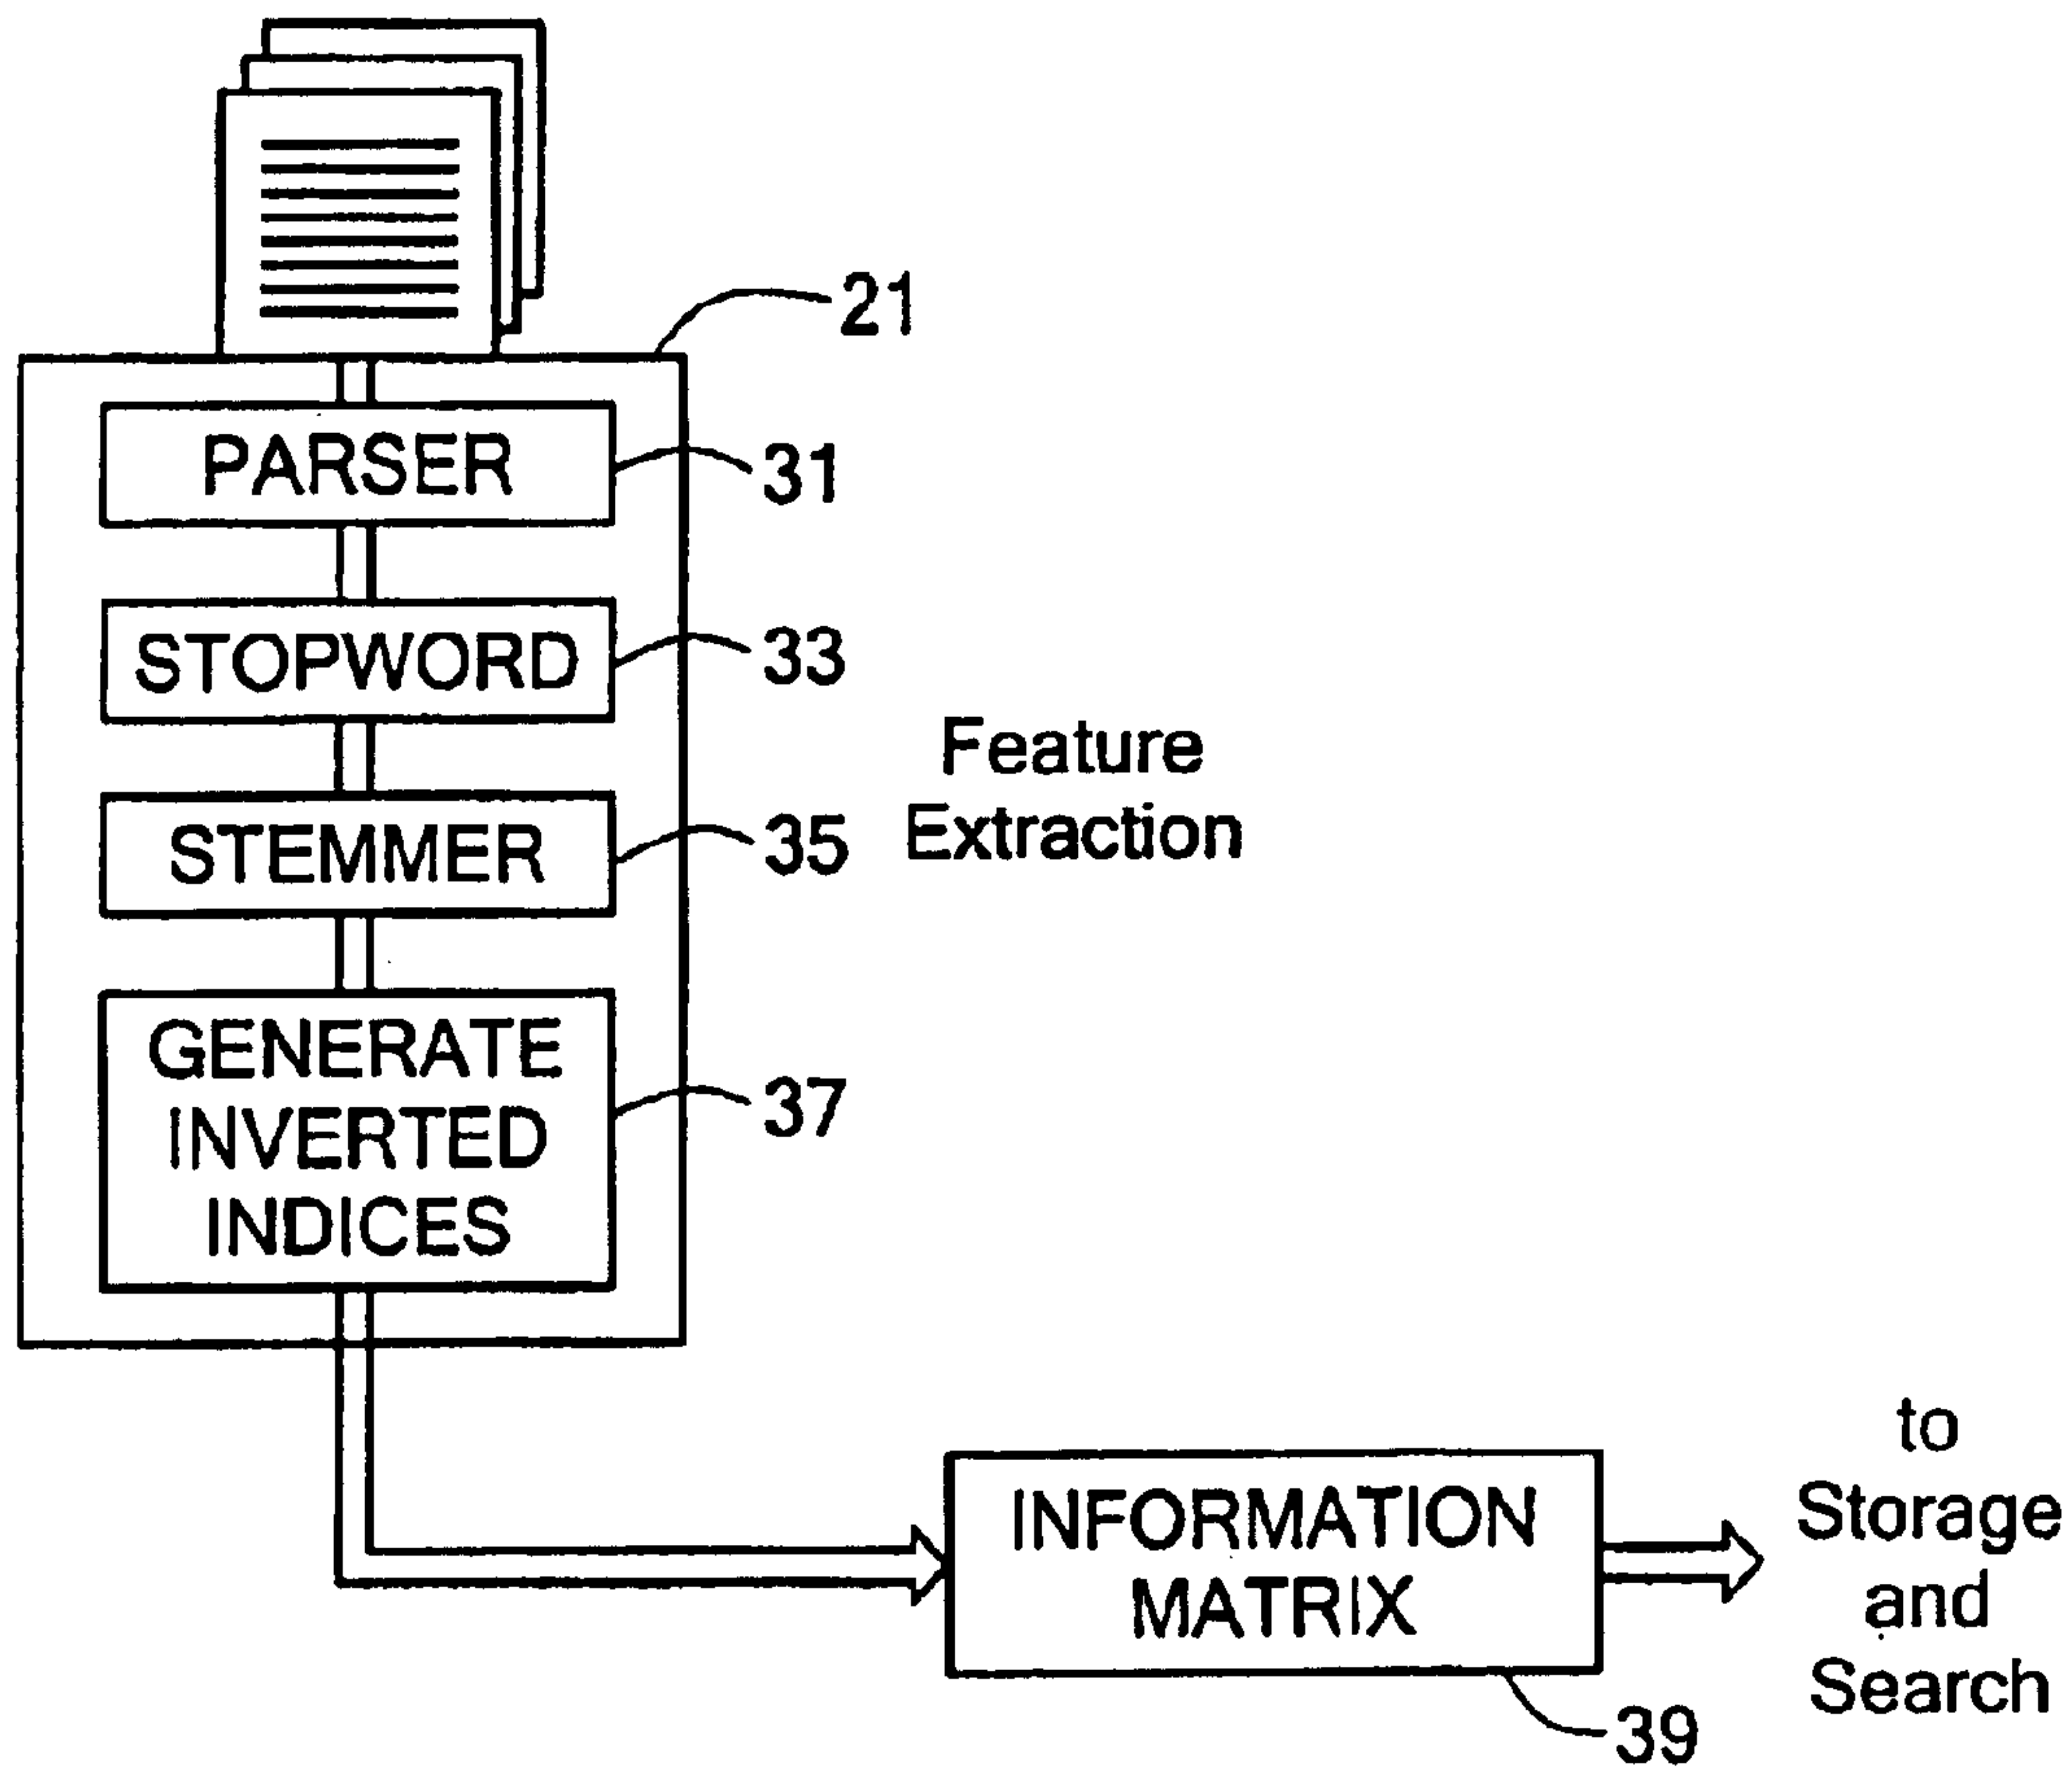 21
PARSER
31
STOPWORD
33
Feature
Extraction
STEMMER
35
GENERATE
INVERTED
INDICES
37
INFORMATION
MATRIX
39
to
Storage
and
Search